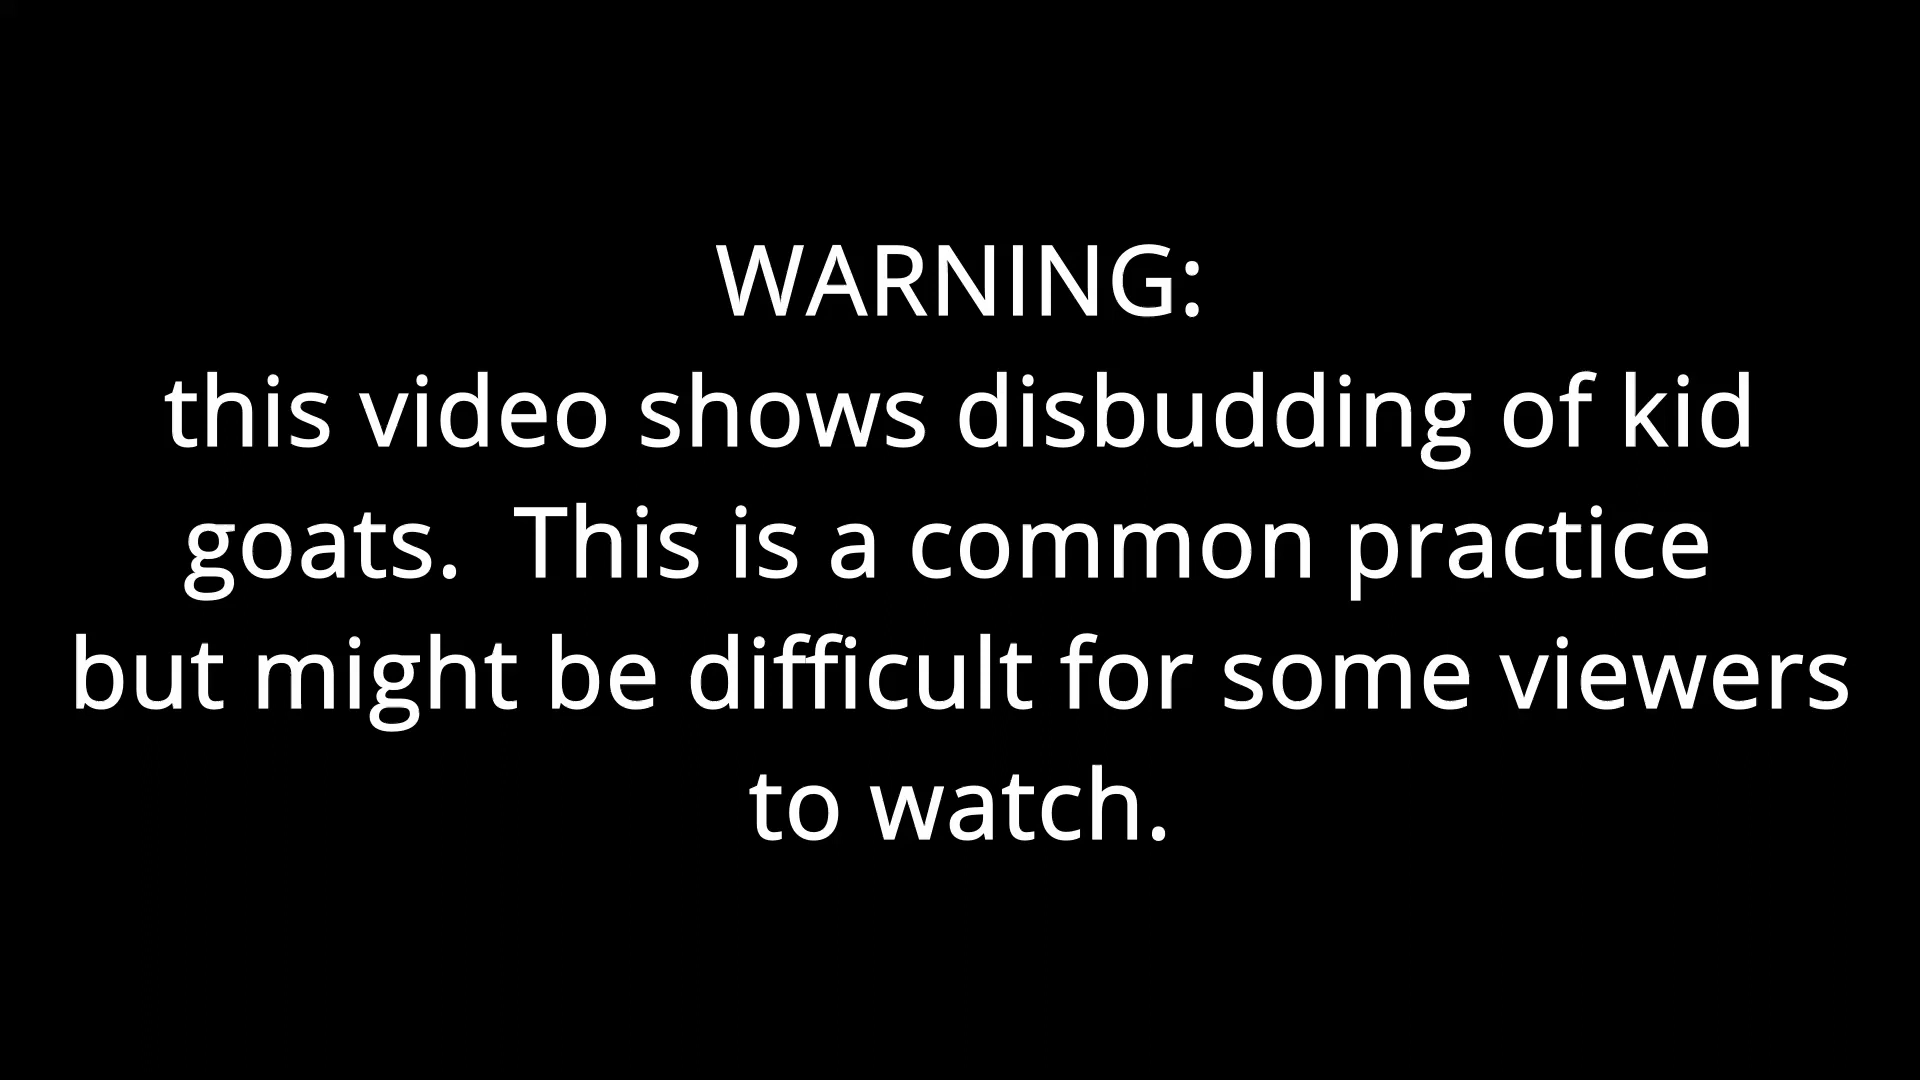 WARNING:
this video shows disbudding of kid
goats.  This is a common practice
but might be difficult for some viewers
to watch.